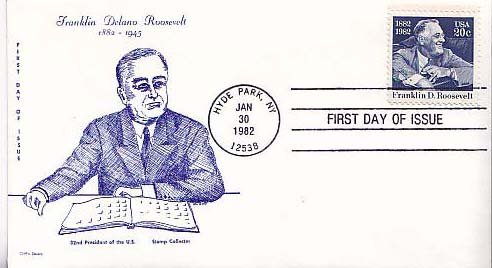 Franklin Delano Roosevelt
1882 - 1945
FIRST DAY OF ISSUE
1882
1982
USA
20c
Franklin D. Roosevelt
HYDE PARK, NY
JAN
30
1982
12538
FIRST DAY OF ISSUE
32nd President of the U.S. Stamp Collector